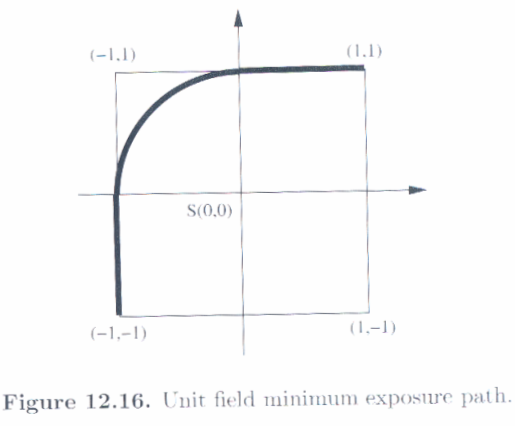 (-1,1) (1,1)
S(0,0)
(-1,-1) (1,-1)
Figure 12.16. Unit field minimum exposure path.